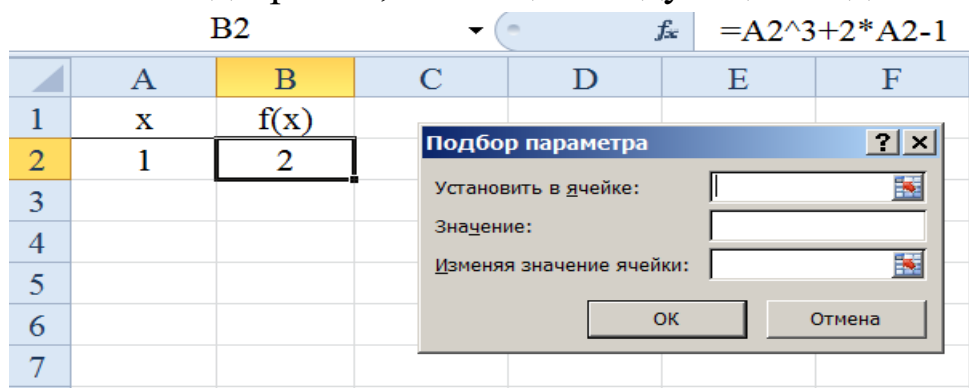 B2 fx =A2^3+2*A2-1
A B C D E F
1 x f(x)
2 1 2
3
4
5
6
7
Подбор параметра
Установить в ячейке:
Значение:
Изменяя значение ячейки:
ОК Отмена